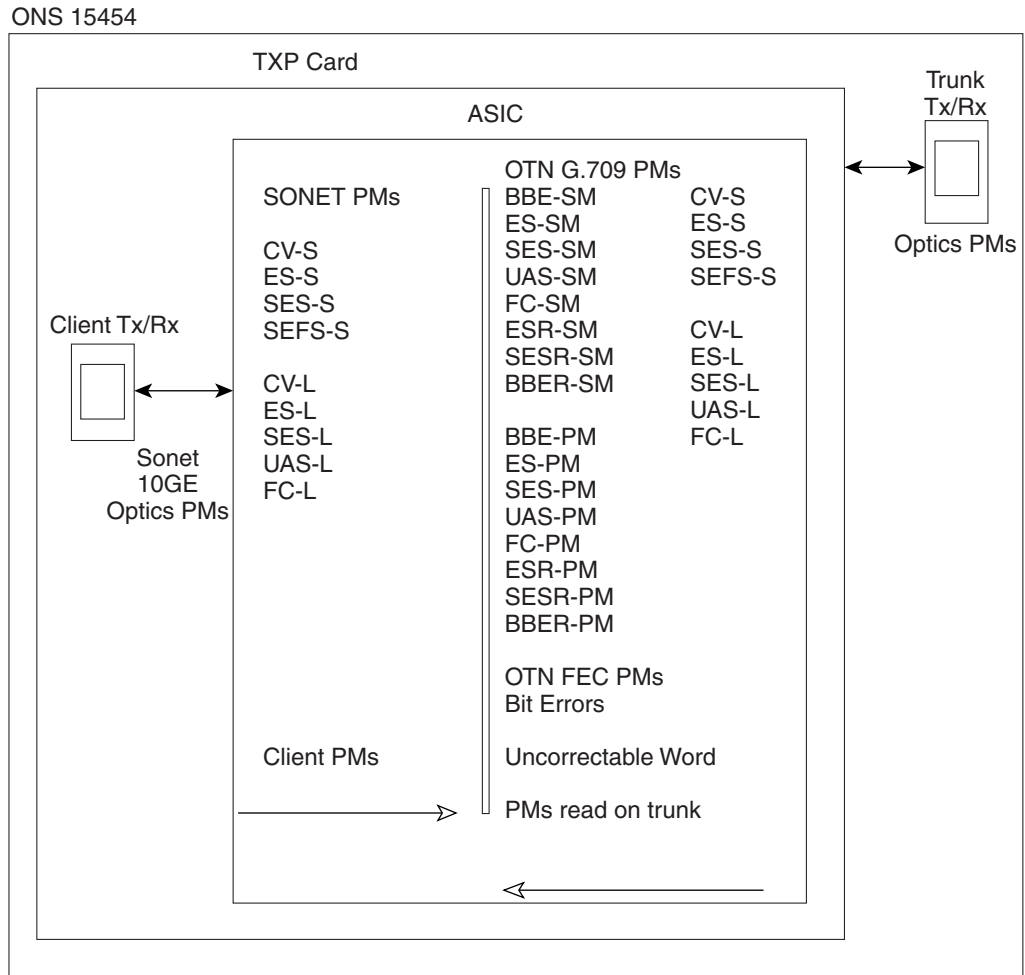 ONS 15454
TXP Card
Trunk
Tx/Rx
Optics PMs
ASIC
Client Tx/Rx
Sonet
10GE
Optics PMs
SONET PMs
CV-S
ES-S
SES-S
SEFS-S
CV-L
ES-L
SES-L
UAS-L
FC-L
Client PMs
OTN G.709 PMs
BBE-SM
ES-SM
SES-SM
UAS-SM
FC-SM
ESR-SM
SESR-SM
BBER-SM
BBE-PM
ES-PM
SES-PM
UAS-PM
FC-PM
ESR-PM
SESR-PM
BBER-PM
OTN FEC PMs
Bit Errors
Uncorrectable Word
PMs read on trunk
CV-S
ES-S
SES-S
SEFS-S
CV-L
ES-L
SES-L
UAS-L
FC-L